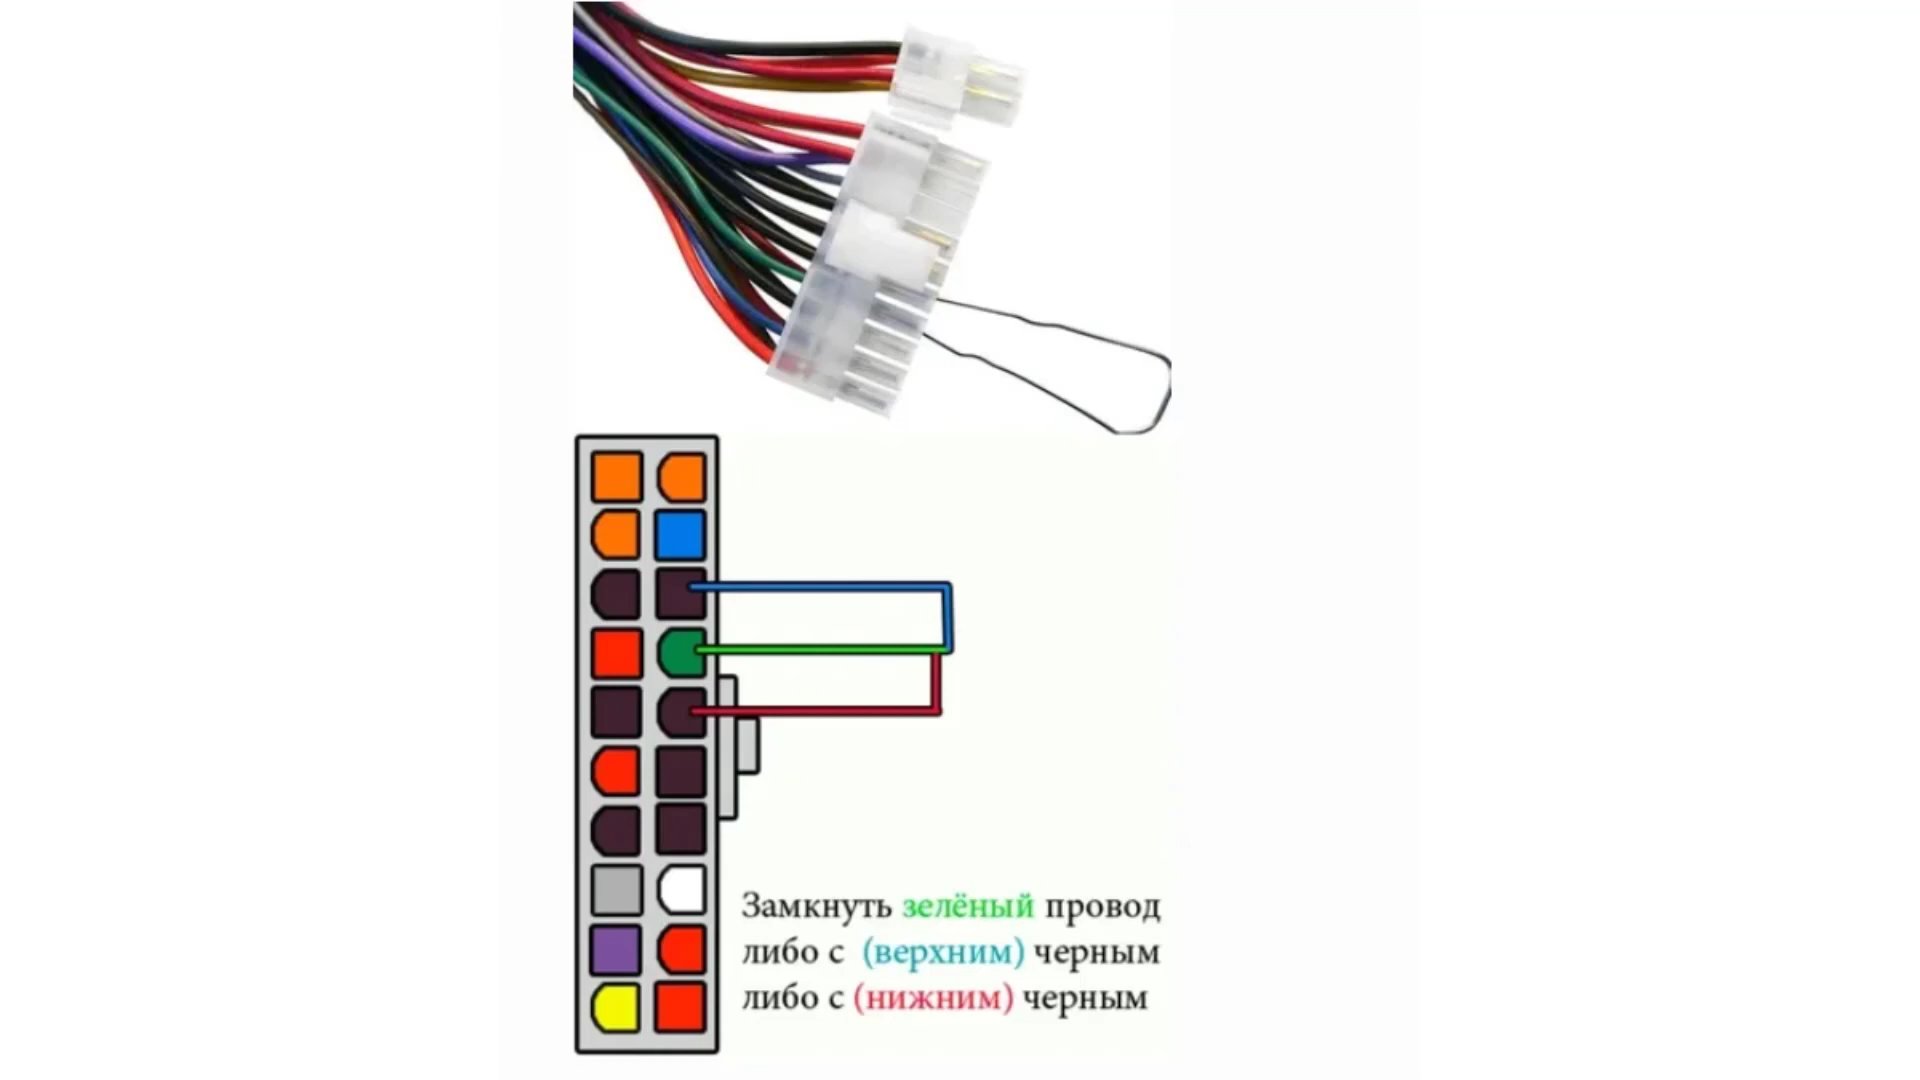 Замкнуть зелёный провод
либо с (верхним) черным
либо с (нижним) черным